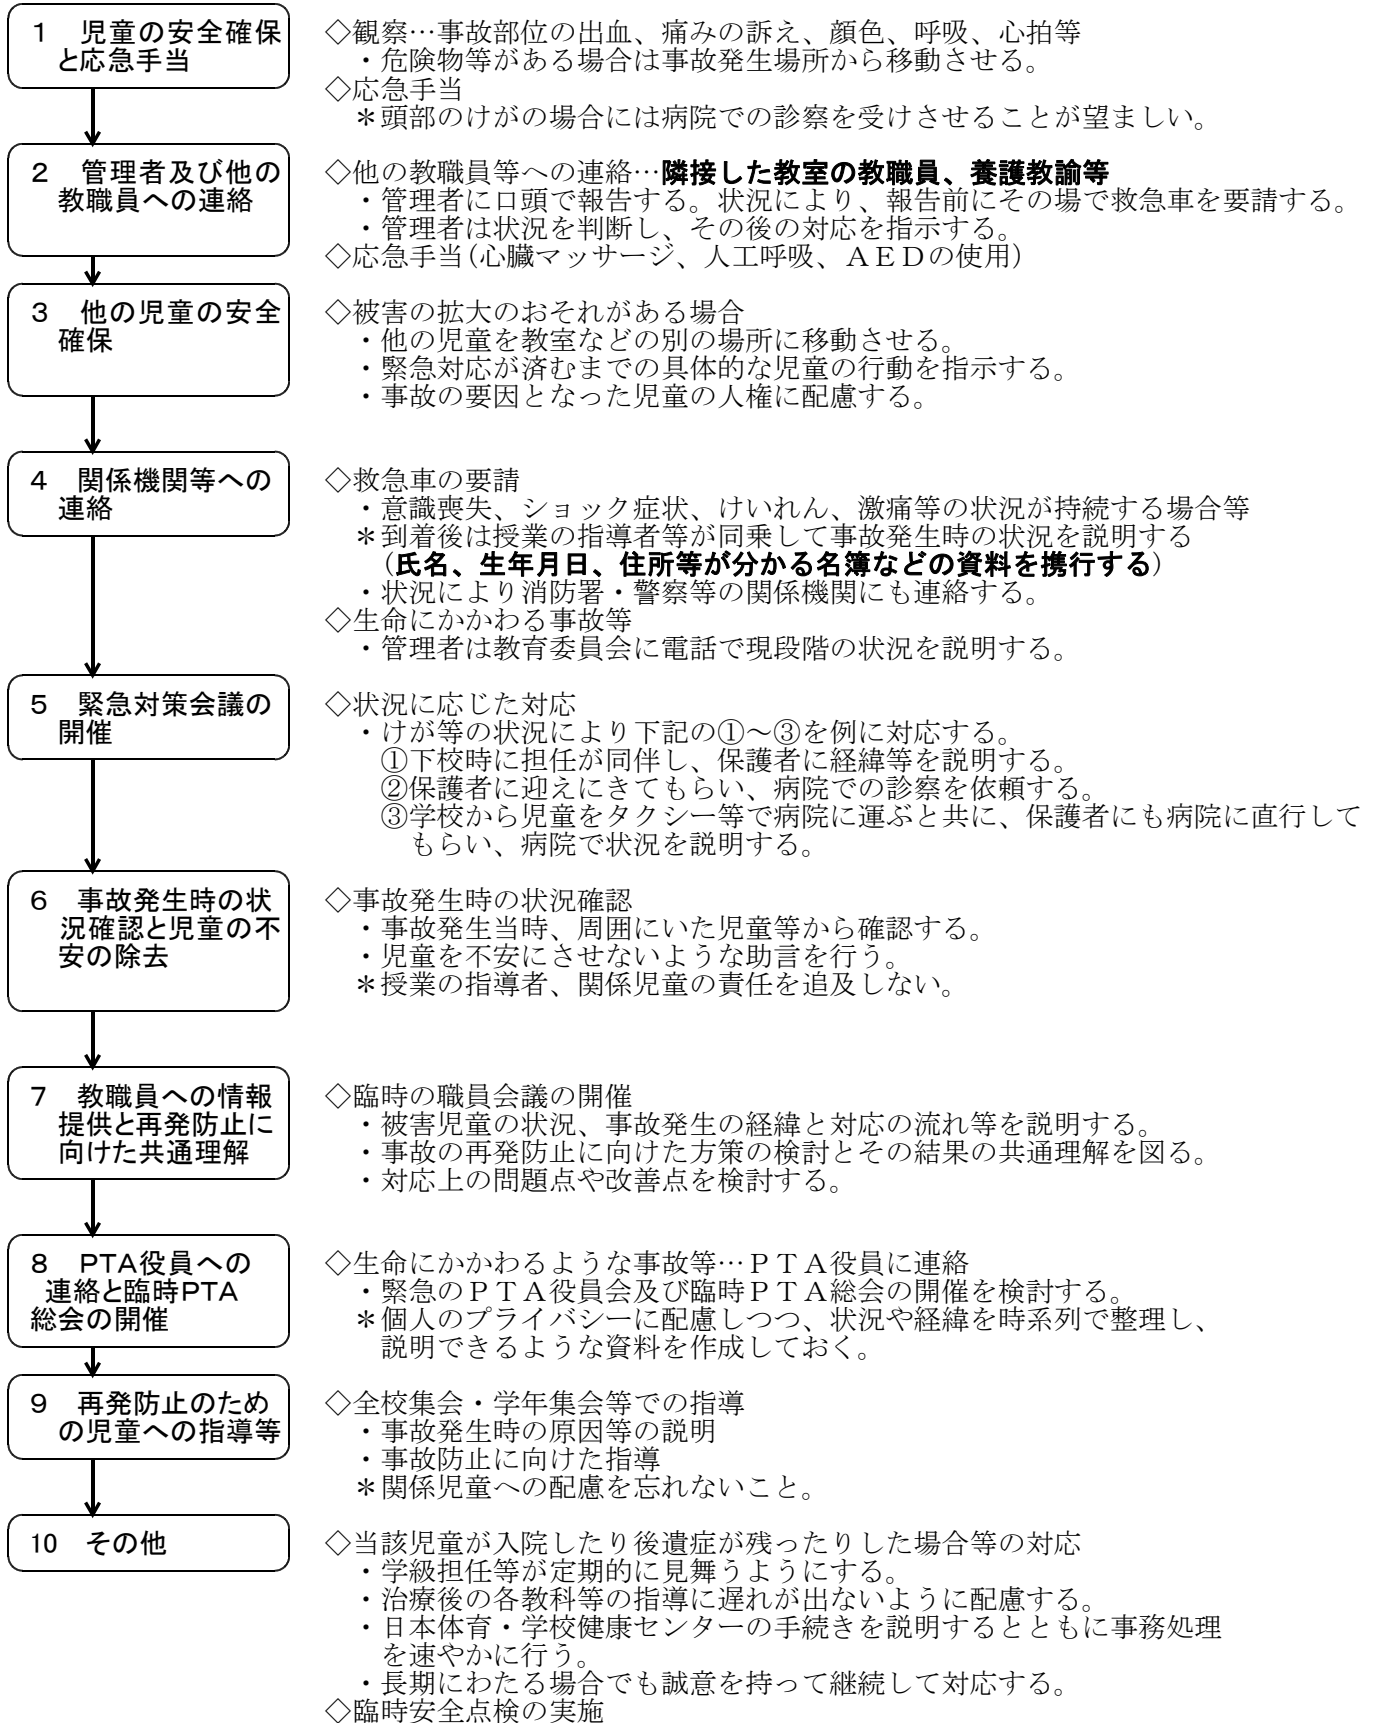 1　児童の安全確保
と応急手当
◇観察…事故部位の出血、痛みの訴え、顔色、呼吸、心拍等
・危険物等がある場合は事故発生場所から移動させる。
◇応急手当
＊頭部のけがの場合には病院での診察を受けさせることが望ましい。
2　管理者及び他の
教職員への連絡
◇他の教職員等への連絡…隣接した教室の教職員、養護教諭等
・管理者に口頭で報告する。状況により、報告前にその場で救急車を要請する。
・管理者は状況を判断し、その後の対応を指示する。
◇応急手当(心臓マッサージ、人工呼吸、ＡＥＤの使用)
3　他の児童の安全
確保
◇被害の拡大のおそれがある場合
・他の児童を教室などの別の場所に移動させる。
・緊急対応が済むまでの具体的な児童の行動を指示する。
・事故の要因となった児童の人権に配慮する。
4　関係機関等への
連絡
◇救急車の要請
・意識喪失、ショック症状、けいれん、激痛等の状況が持続する場合等
＊到着後は授業の指導者等が同乗して事故発生時の状況を説明する
(氏名、生年月日、住所等が分かる名簿などの資料を携行する)
・状況により消防署・警察等の関係機関にも連絡する。
◇生命にかかわる事故等
・管理者は教育委員会に電話で現段階の状況を説明する。
5　緊急対策会議の
開催
◇状況に応じた対応
・けが等の状況により下記の①～③を例に対応する。
①下校時に担任が同伴し、保護者に経緯等を説明する。
②保護者に迎えにきてもらい、病院での診察を依頼する。
③学校から児童をタクシー等で病院に運ぶと共に、保護者にも病院に直行して
もらい、病院で状況を説明する。
6　事故発生時の状
況確認と児童の不
安の除去
◇事故発生時の状況確認
・事故発生当時、周囲にいた児童等から確認する。
・児童を不安にさせないような助言を行う。
＊授業の指導者、関係児童の責任を追及しない。
7　教職員への情報
提供と再発防止に
向けた共通理解
◇臨時の職員会議の開催
・被害児童の状況、事故発生の経緯と対応の流れ等を説明する。
・事故の再発防止に向けた方策の検討とその結果の共通理解を図る。
・対応上の問題点や改善点を検討する。
8　PTA役員への
連絡と臨時PTA
総会の開催
◇生命にかかわるような事故等…ＰＴＡ役員に連絡
・緊急のＰＴＡ役員会及び臨時ＰＴＡ総会の開催を検討する。
＊個人のプライバシーに配慮しつつ、状況や経緯を時系列で整理し、
説明できるような資料を作成しておく。
9　再発防止のため
の児童への指導等
◇全校集会・学年集会等での指導
・事故発生時の原因等の説明
・事故防止に向けた指導
＊関係児童への配慮を忘れないこと。
10　その他
◇当該児童が入院したり後遺症が残ったりした場合等の対応
・学級担任等が定期的に見舞うようにする。
・治療後の各教科等の指導に遅れが出ないように配慮する。
・日本体育・学校健康センターの手続きを説明するとともに事務処理
を速やかに行う。
・長期にわたる場合でも誠意を持って継続して対応する。
◇臨時安全点検の実施